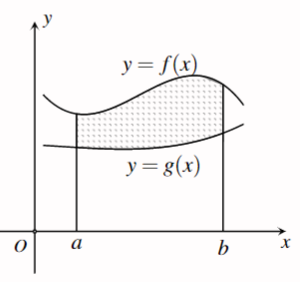 y
y = f(x)
y = g(x)
O a b x